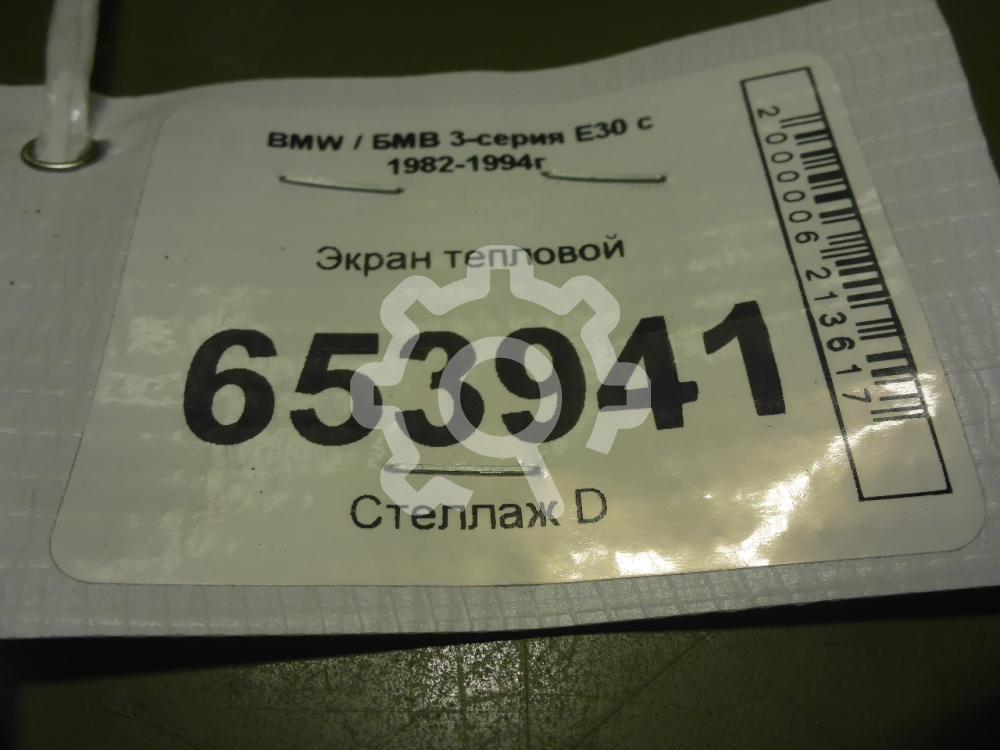 BMW / БМВ 3-серия E30 с
1982-1994г
Экран тепловой
653941
Стеллаж D
2000006213617